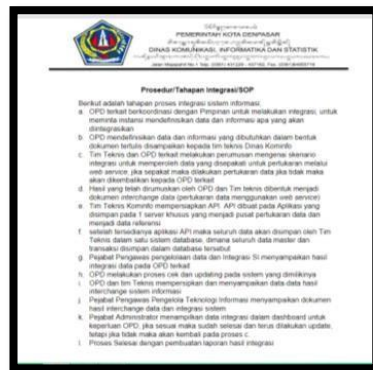 PEMERINTAH KOTA DENPASAR
DINAS KOMUNIKASI, INFORMATIKA DAN STATISTIK
Prosedur/Tahapan Integrasi/SOP
Berikut adalah tahapan proses integrasi sistem informasi:
a. OPD terkait berkoordinasi dengan Pimpinan untuk melakukan integrasi, untuk
meminta instansi mendefinisikan data dan informasi apa yang akan
diintegrasikan
b. OPD mendefinisikan data dan informasi yang dibutuhkan dalam bentuk
dokumen tertulis disampaikan kepada tim teknis Dinas Kominfo
c. Tim Teknis dan OPD terkait melakukan perumusan mengenai skenario
integrasi untuk memperoleh data yang disepakati untuk pertukaran melalui
web service, jika sepakat maka dilakukan pertukaran data jika tidak maka
akan dikembalikan kepada OPD terkait
d. Hasil yang telah dirumuskan oleh OPD dan Tim teknis dibentuk menjadi
dokumen interchange data (pertukaran data menggunakan web service)
e. Tim Teknis Kominfo mempersiapkan API. API dibuat pada Aplikasi yang
disimpan pada 1 server khusus yang menjadi pusat pertukaran data dan
menjadi data referensi
f. setelah tersedianya aplikasi API maka seluruh data akan disimpan oleh Tim
Teknis dalam satu sistem database, dimana seluruh data master dan
transaksi disimpan dalam database tersebut
g. Pejabat Pengawas pengelolaan data dan Integrasi SI menyampaikan hasil
integrasi data pada OPD terkait
h. OPD melakukan proses cek dan updating pada sistem yang dimilikinya
i. OPD dan tim Teknis mempersiapkan dan menyampaikan data data hasil
interchange sistem informasi
j. Pejabat Pengawas Pengelola Teknologi Informasi menyampaikan dokumen
hasil interchange data dan integrasi sistem
k. Pejabat Administrator menampilkan data integrasi dalam dashboard untuk
keperluan OPD, jika sesuai maka sudah selesai dan terus dilakukan update,
tetapi jika tidak maka akan kembali pada proses c.
l. Proses Selesai dengan pembuatan laporan hasil integrasi